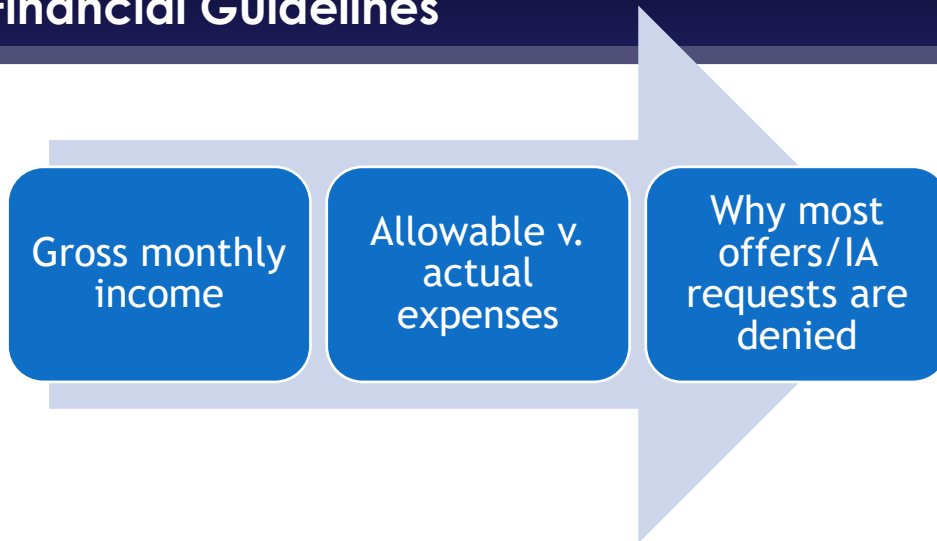 Financial Guidelines
Gross monthly
income
Allowable v.
actual
expenses
Why most
offers/IA
requests are
denied